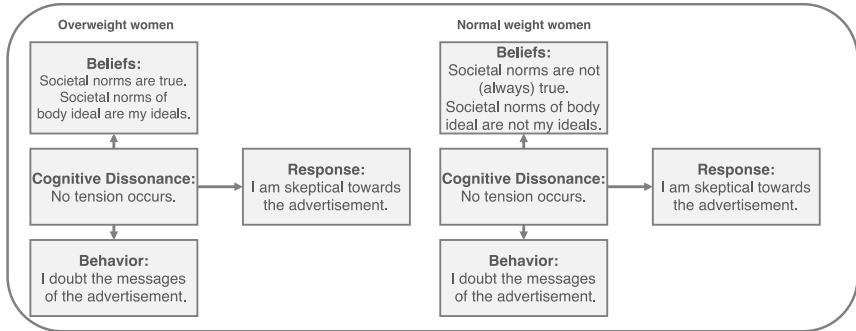 Overweight women
Beliefs:
Societal norms are true.
Societal norms of
body ideal are my ideals.
Cognitive Dissonance:
No tension occurs.
Response:
I am skeptical towards
the advertisement.
Behavior:
I doubt the messages
of the advertisement.
Normal weight women
Beliefs:
Societal norms are not
(always) true.
Societal norms of body
ideal are not my ideals.
Cognitive Dissonance:
No tension occurs.
Response:
I am skeptical towards
the advertisement.
Behavior:
I doubt the messages
of the advertisement.